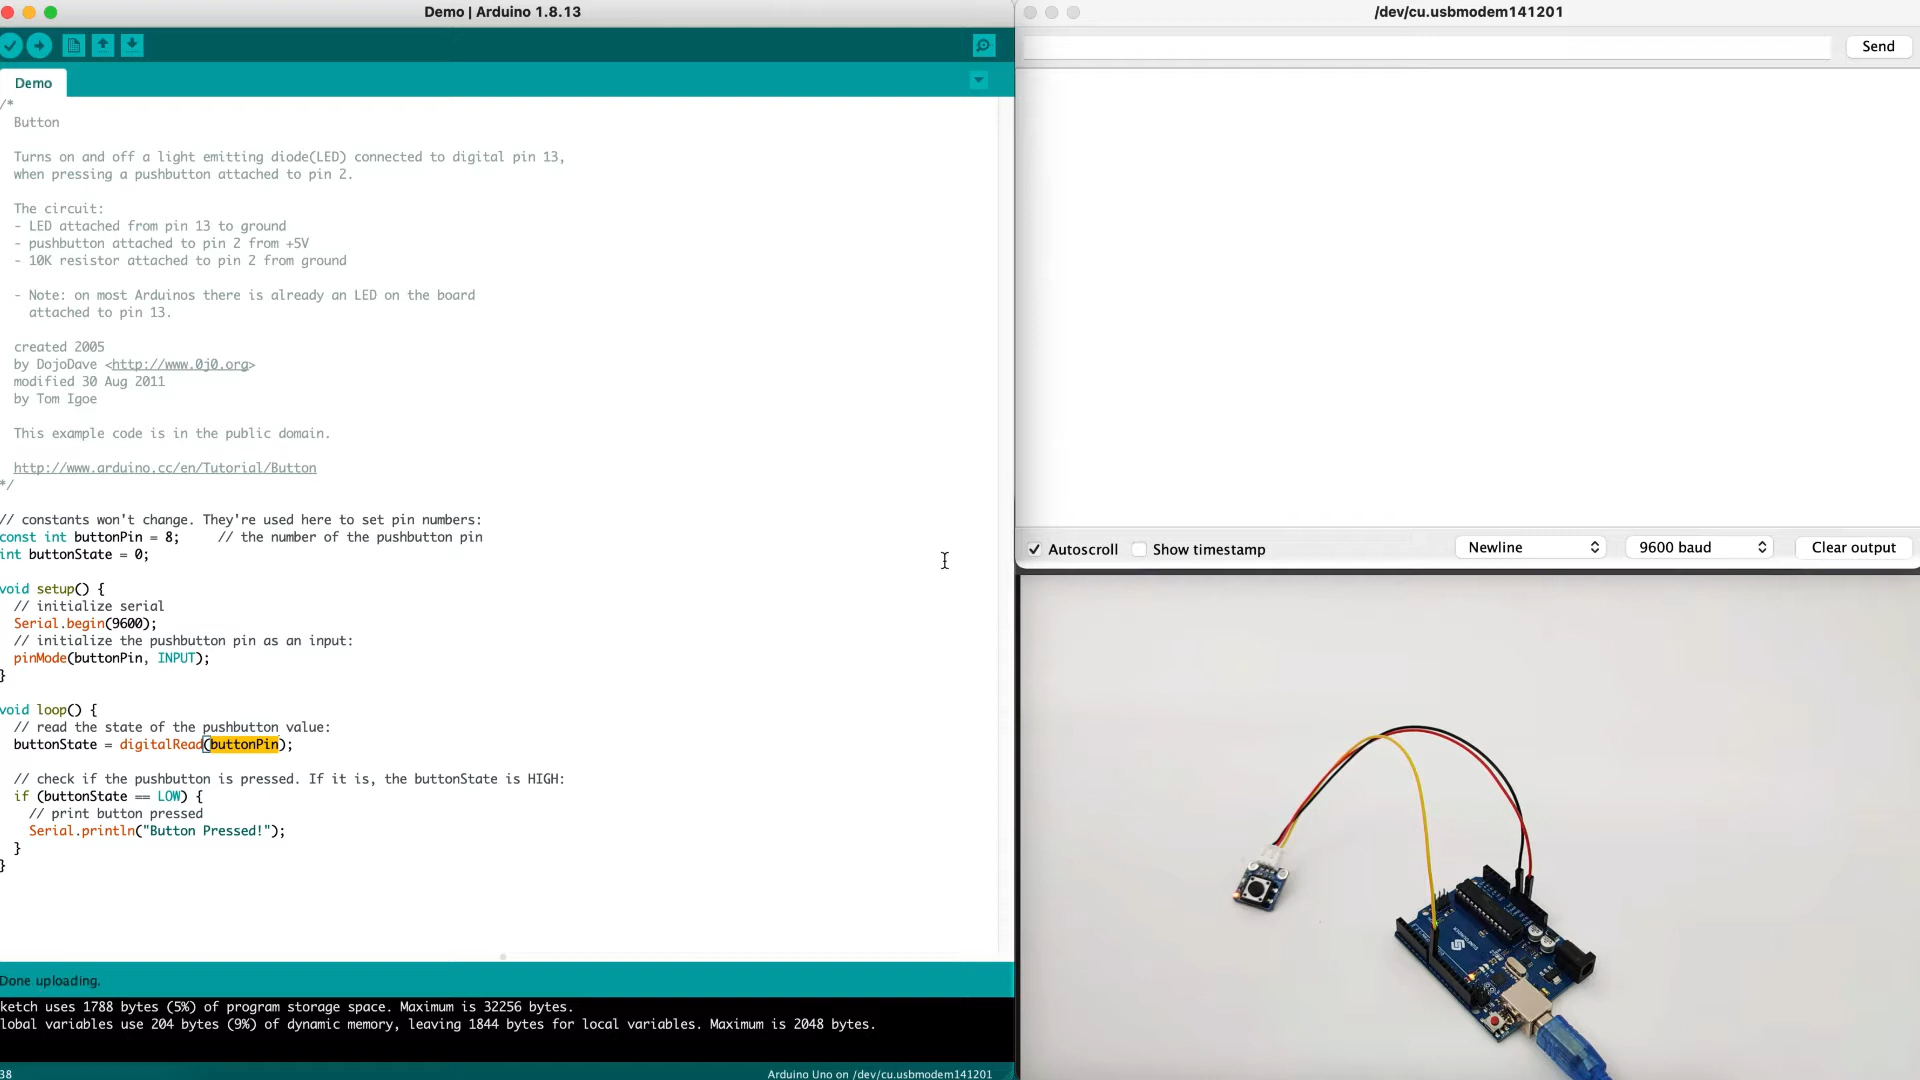 Demo | Arduino 1.8.13
Demo
/*
Button
Turns on and off a light emitting diode(LED) connected to digital pin 13,
when pressing a pushbutton attached to pin 2.
The circuit:
- LED attached from pin 13 to ground
- pushbutton attached to pin 2 from +5V
- 10K resistor attached to pin 2 from ground
- Note: on most Arduinos there is already an LED on the board
attached to pin 13.
created 2005
by DojoDave <http://www.0j0.org>
modified 30 Aug 2011
by Tom Igoe
This example code is in the public domain.
http://www.arduino.cc/en/Tutorial/Button
*/
// constants won't change. They're used here to set pin numbers:
const int buttonPin = 8;     // the number of the pushbutton pin
int buttonState = 0;
void setup() {
// initialize serial
Serial.begin(9600);
// initialize the pushbutton pin as an input:
pinMode(buttonPin, INPUT);
}
void loop() {
// read the state of the pushbutton value:
buttonState = digitalRead(buttonPin);
// check if the pushbutton is pressed. If it is, the buttonState is HIGH:
if (buttonState == LOW) {
// print button pressed
Serial.println("Button Pressed!");
}
}
Done uploading.
ketch uses 1788 bytes (5%) of program storage space. Maximum is 32256 bytes.
lobal variables use 204 bytes (9%) of dynamic memory, leaving 1844 bytes for local variables. Maximum is 2048 bytes.
38
Arduino Uno on /dev/cu.usbmodem141201
/dev/cu.usbmodem141201
Send
Autoscroll
Show timestamp
Newline
9600 baud
Clear output